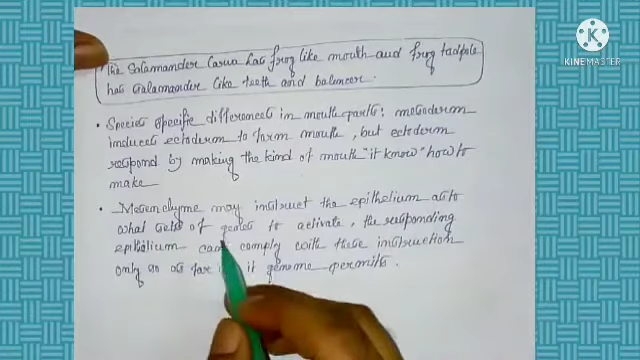 The Salamander Larva has frog like mouth and frog tadpole
has salamander like teeth and balancer.
• Species specific differences in mouth parts: mesoderm
induces ectoderm to form mouth, but ectoderm
respond by making the kind of mouth "it know" how to
make
• Mesenchyme may instruct the epithelium as to
what sets of genes to activate, the responding
epithelium can comply with these instruction
only so as far it genome permits.
K
KINEMASTER